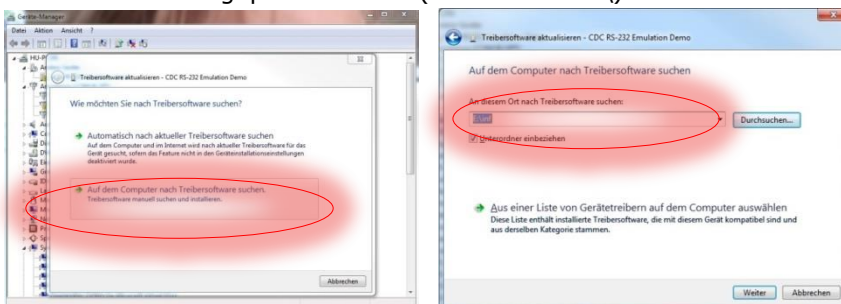 Geräte-Manager
Datei Aktion Ansicht ?
Treibersoftware aktualisieren - CDC RS-232 Emulation Demo
Wie möchten Sie nach Treibersoftware suchen?
Automatisch nach aktueller Treibersoftware suchen
Auf dem Computer und im Internet wird nach aktueller Treibersoftware für das
Gerät gesucht, sofern das Feature nicht in den Geräteinstallationseinstellungen
deaktiviert wurde.
Auf dem Computer nach Treibersoftware suchen.
Treibersoftware manuell suchen und installieren.
Abbrechen
Treibersoftware aktualisieren - CDC RS-232 Emulation Demo
Auf dem Computer nach Treibersoftware suchen
An diesem Ort nach Treibersoftware suchen:
Durchsuchen...
Unterordner einbeziehen
Aus einer Liste von Gerätetreibern auf dem Computer auswählen
Diese Liste enthält installierte Treibersoftware, die mit diesem Gerät kompatibel sind und
aus derselben Kategorie stammen.
Weiter Abbrechen